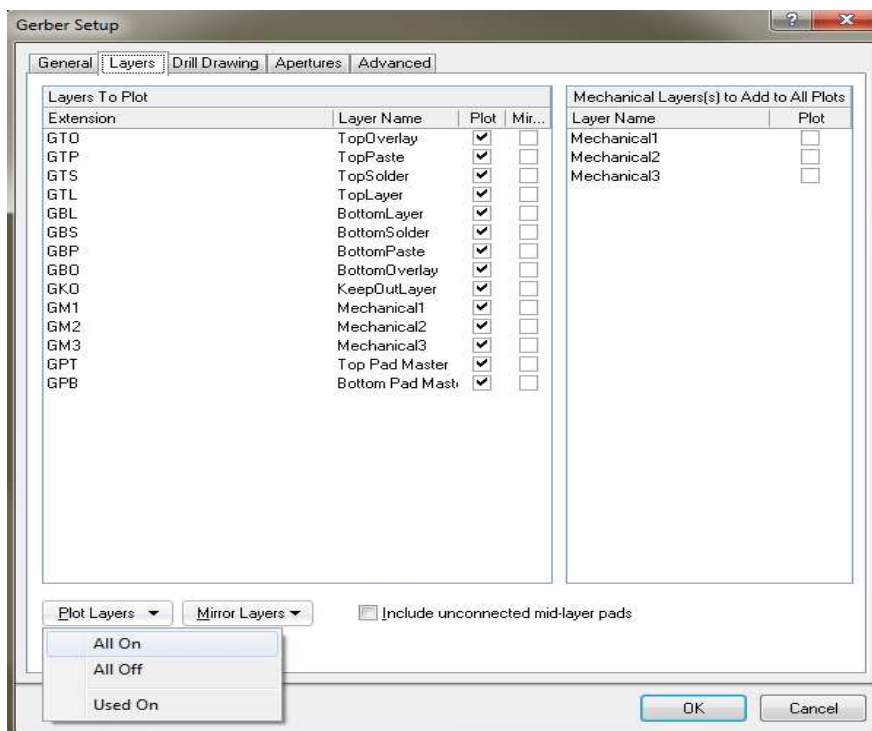 Gerber Setup
General Layers Drill Drawing Apertures Advanced
Layers To Plot
Extension Layer Name Plot Mir...
GTO TopOverlay
GTP TopPaste
GTS TopSolder
GTL TopLayer
GBL BottomLayer
GBS BottomSolder
GBP BottomPaste
GBO BottomOverlay
GKO KeepOutLayer
GM1 Mechanical1
GM2 Mechanical2
GM3 Mechanical3
GPT Top Pad Master
GPB Bottom Pad Maste
Mechanical Layers(s) to Add to All Plots
Layer Name Plot
Mechanical1
Mechanical2
Mechanical3
Plot Layers Mirror Layers Include unconnected mid-layer pads
All On
All Off
Used On
OK Cancel